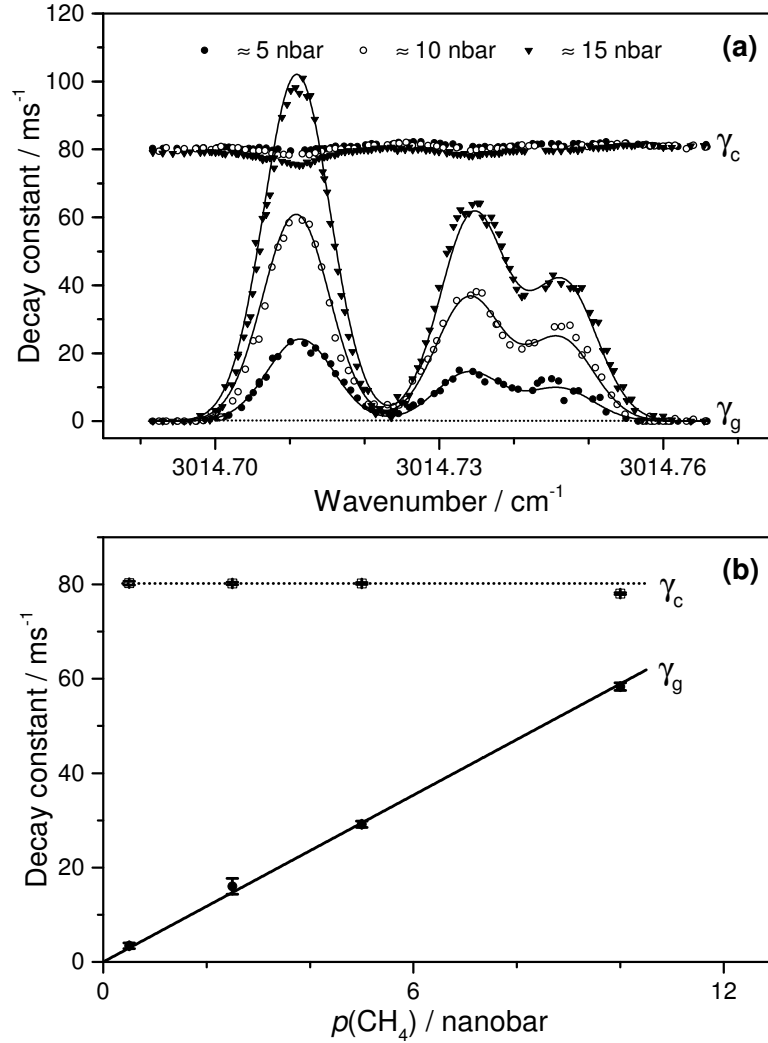 (a)
≈ 5 nbar ≈ 10 nbar ≈ 15 nbar
120
100
80
60
40
20
0
γc
γg
Decay constant / ms-1
3014.70 3014.73 3014.76
Wavenumber / cm-1
(b)
80
60
40
20
0
γc
γg
Decay constant / ms-1
0 6 12
p(CH4) / nanobar